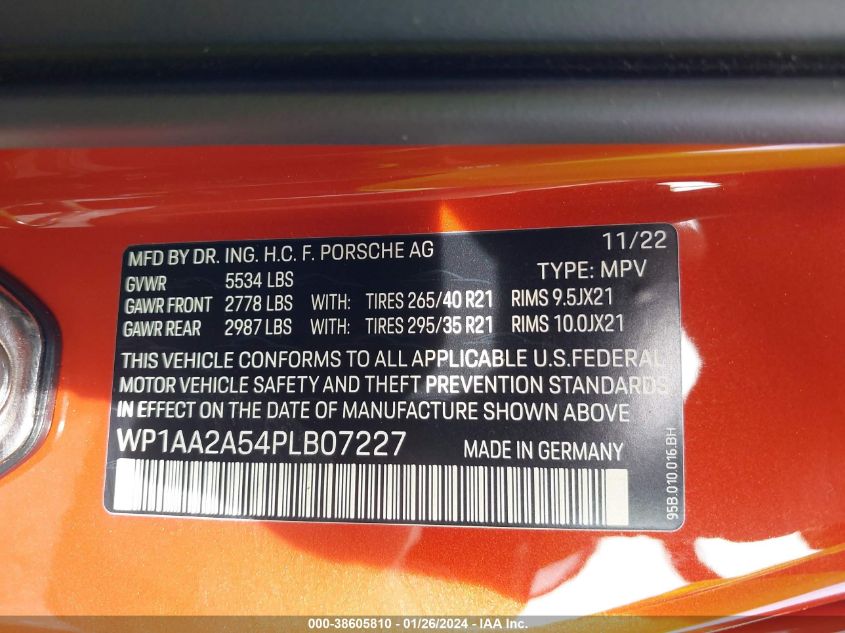 MFD BY DR. ING. H.C. F. PORSCHE AG 11/22
GVWR 5534 LBS TYPE: MPV
GAWR FRONT 2778 LBS WITH: TIRES 265/40 R21 RIMS 9.5JX21
GAWR REAR 2987 LBS WITH: TIRES 295/35 R21 RIMS 10.0JX21
THIS VEHICLE CONFORMS TO ALL APPLICABLE U.S.FEDERAL
MOTOR VEHICLE SAFETY AND THEFT PREVENTION STANDARDS
IN EFFECT ON THE DATE OF MANUFACTURE SHOWN ABOVE.
WP1AA2A54PLB07227 MADE IN GERMANY
95B.010.016.BH
000-38605810 - 01/26/2024 - IAA Inc.